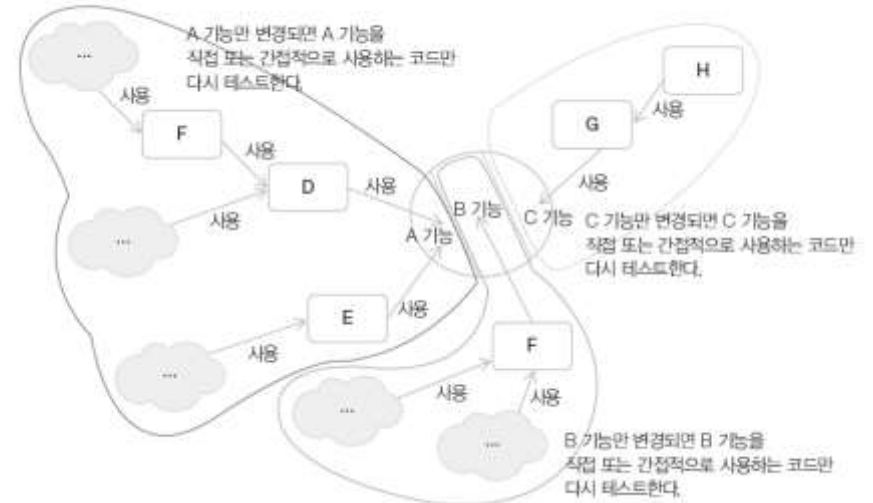 A 기능만 변경되면 A 기능을
직접 또는 간접적으로 사용하는 코드만
다시 테스트한다.
...
사용
F
사용
D
사용
...
사용
A 기능
B 기능
C 기능
H
사용
G
사용
C 기능만 변경되면 C 기능을
직접 또는 간접적으로 사용하는 코드만
다시 테스트한다.
E
사용
...
사용
F
...
사용
...
사용
B 기능만 변경되면 B 기능을
직접 또는 간접적으로 사용하는 코드만
다시 테스트한다.